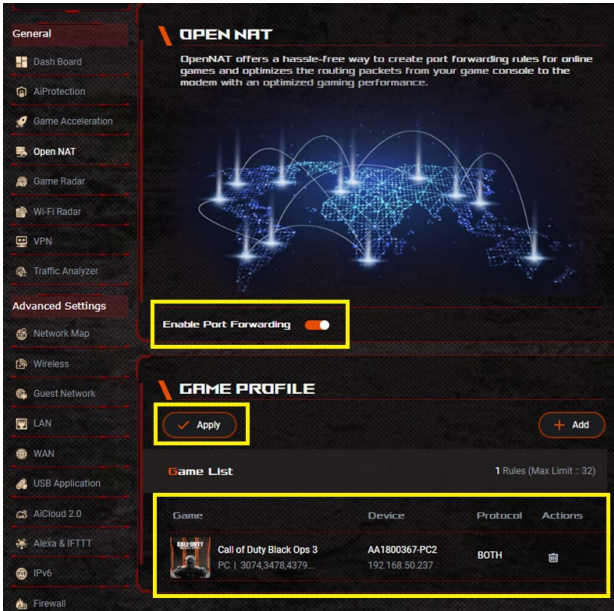 General
Dash Board
AiProtection
Game Acceleration
Open NAT
Game Radar
Wi-Fi Radar
VPN
Traffic Analyzer
Advanced Settings
Network Map
Wireless
Guest Network
LAN
WAN
USB Application
AiCloud 2.0
Alexa & IFTTT
IPv6
Firewall
OPEN NAT
OpenNAT offers a hassle-free way to create port forwarding rules for online
games and optimizes the routing packets from your game console to the
modem with an optimized gaming performance.
Enable Port Forwarding
GAME PROFILE
Apply
Add
Game List
1 Rules (Max Limit :: 32)
Game Device Protocol Actions
CALL OF DUTY
Call of Duty Black Ops 3 AA1800367-PC2 BOTH
PC | 3074,3478,4379... 192.168.50.237